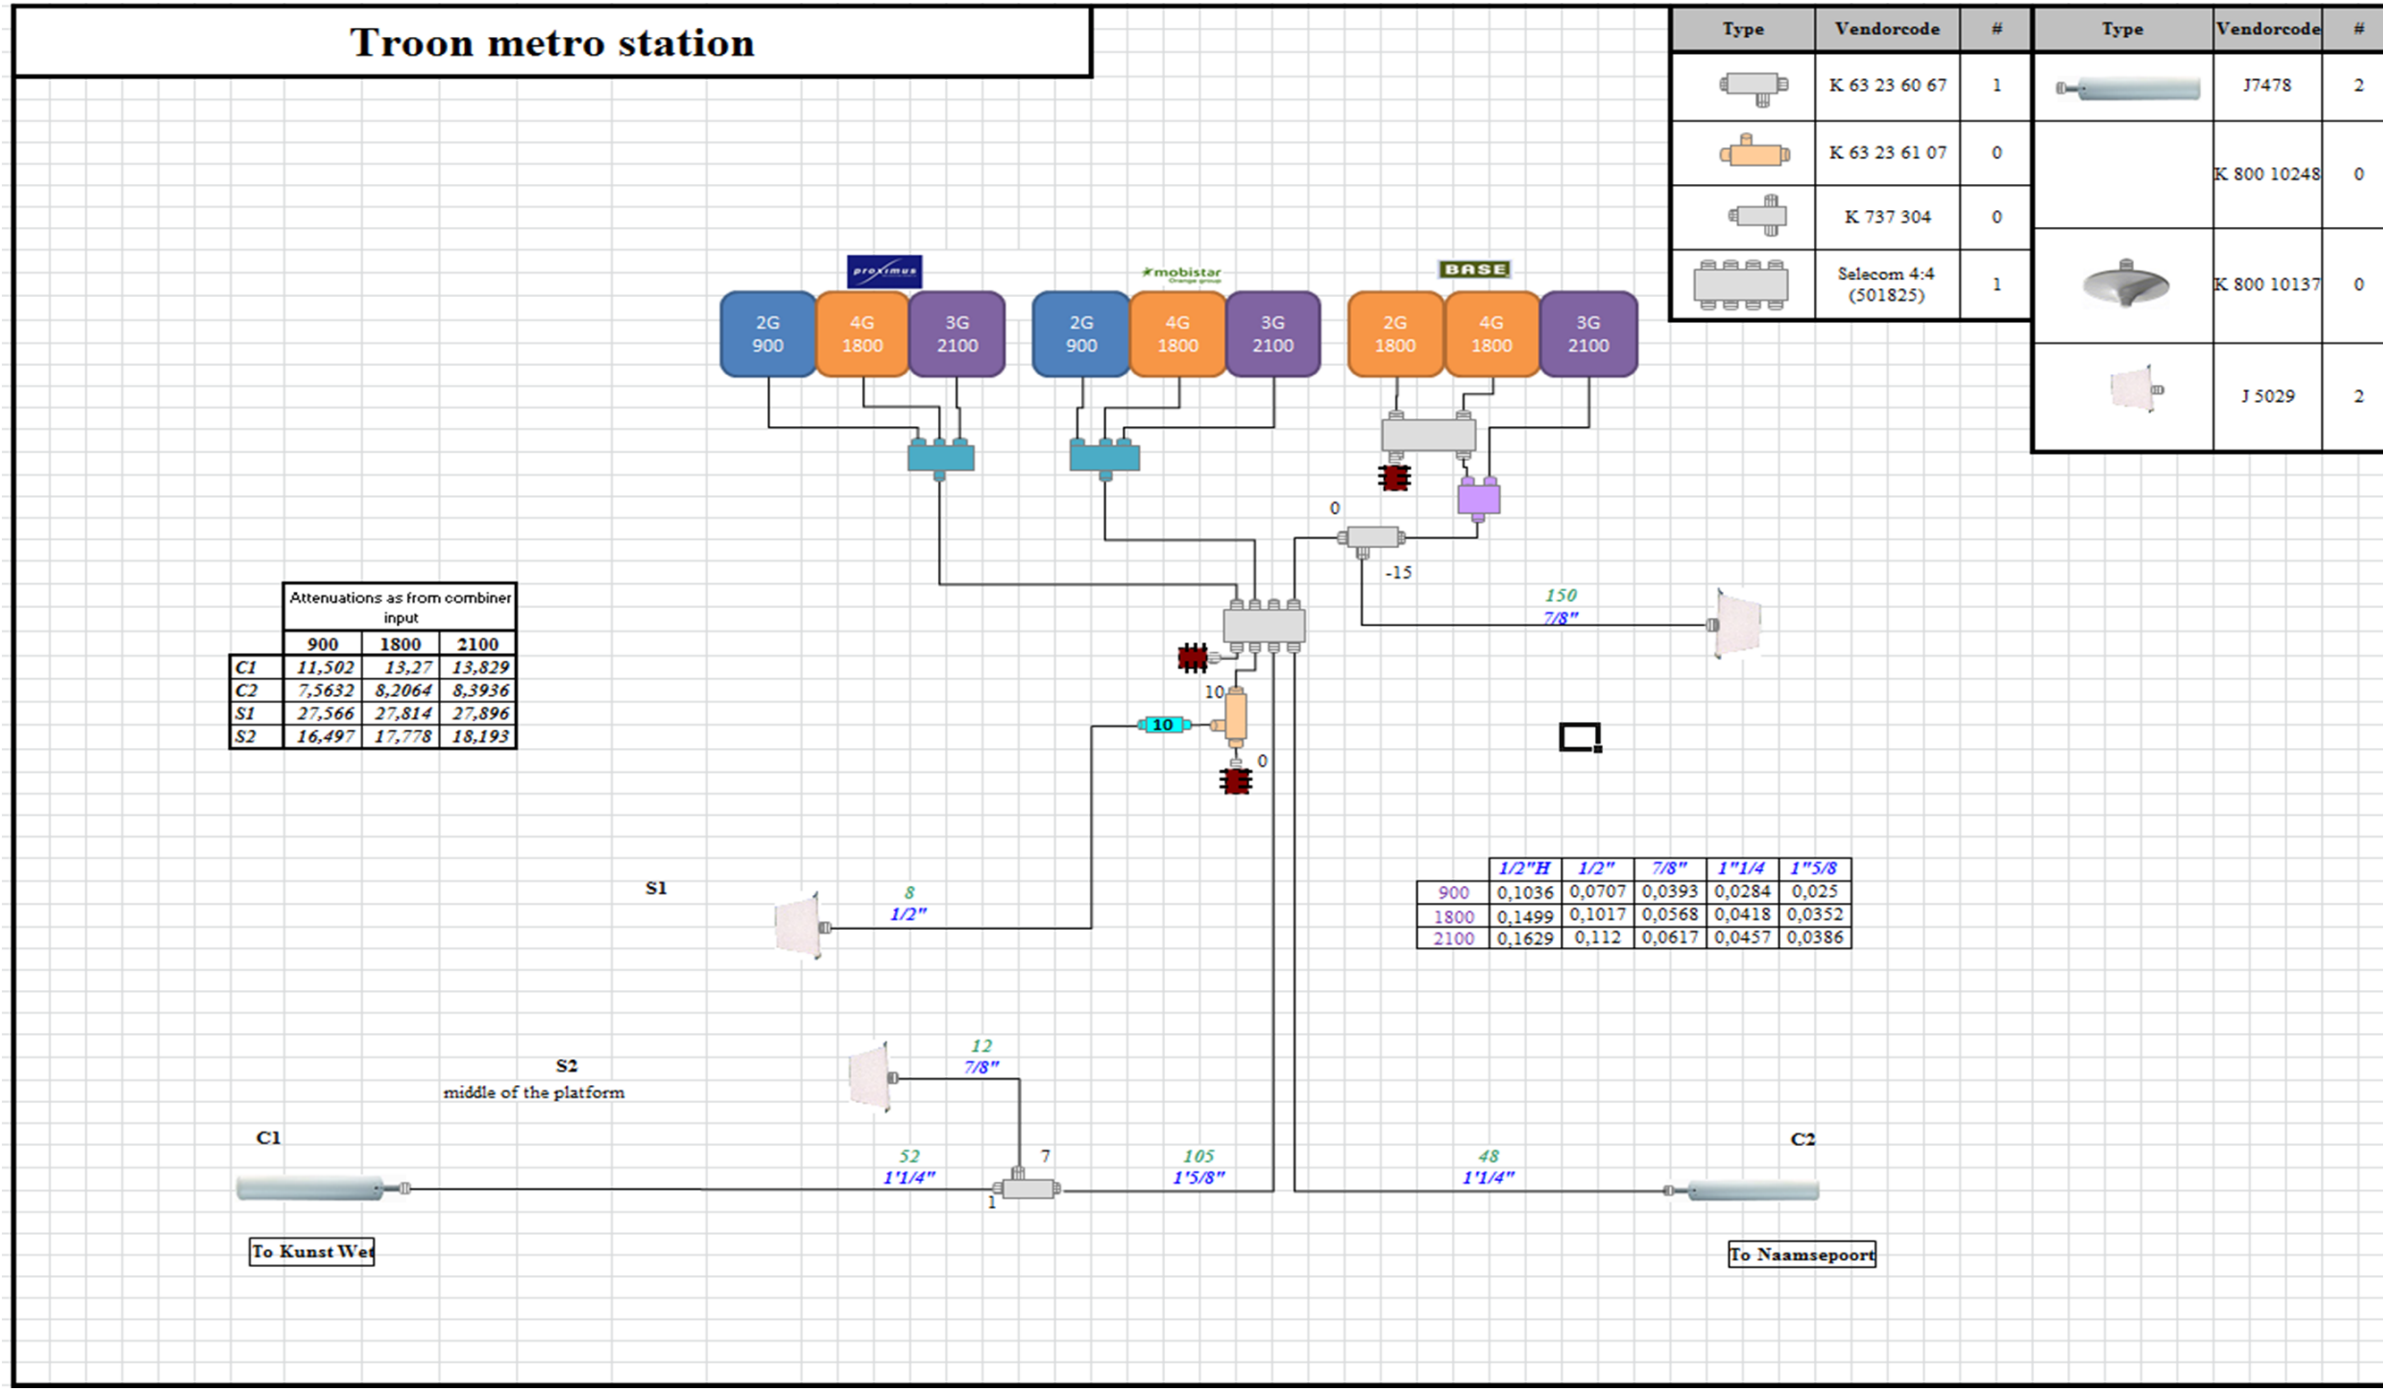 Troon metro station
Type Vendorcode #
K 63 23 60 67 1
K 63 23 61 07 0
K 737 304 0
Selecom 4:4
(501825) 1
Type Vendorcode #
J7478 2
K 800 10248 0
K 800 10137 0
J 5029 2
proximus
mobistar
Orange group
BASE
2G
900
4G
1800
3G
2100
2G
900
4G
1800
3G
2100
2G
1800
4G
1800
3G
2100
0
-15
150
7/8"
Attenuations as from combiner
input
900 1800 2100
C1 11,502 13,27 13,829
C2 7,5632 8,2064 8,3936
S1 27,566 27,814 27,896
S2 16,497 17,778 18,193
10
10
0
S1
8
1/2"
1/2"H 1/2" 7/8" 1"1/4 1"5/8
900 0,1036 0,0707 0,0393 0,0284 0,025
1800 0,1499 0,1017 0,0568 0,0418 0,0352
2100 0,1629 0,112 0,0617 0,0457 0,0386
S2
middle of the platform
12
7/8"
C1
52
1'1/4"
7
1
105
1'5/8"
48
1'1/4"
C2
To Kunst Wet
To Naamsepoort